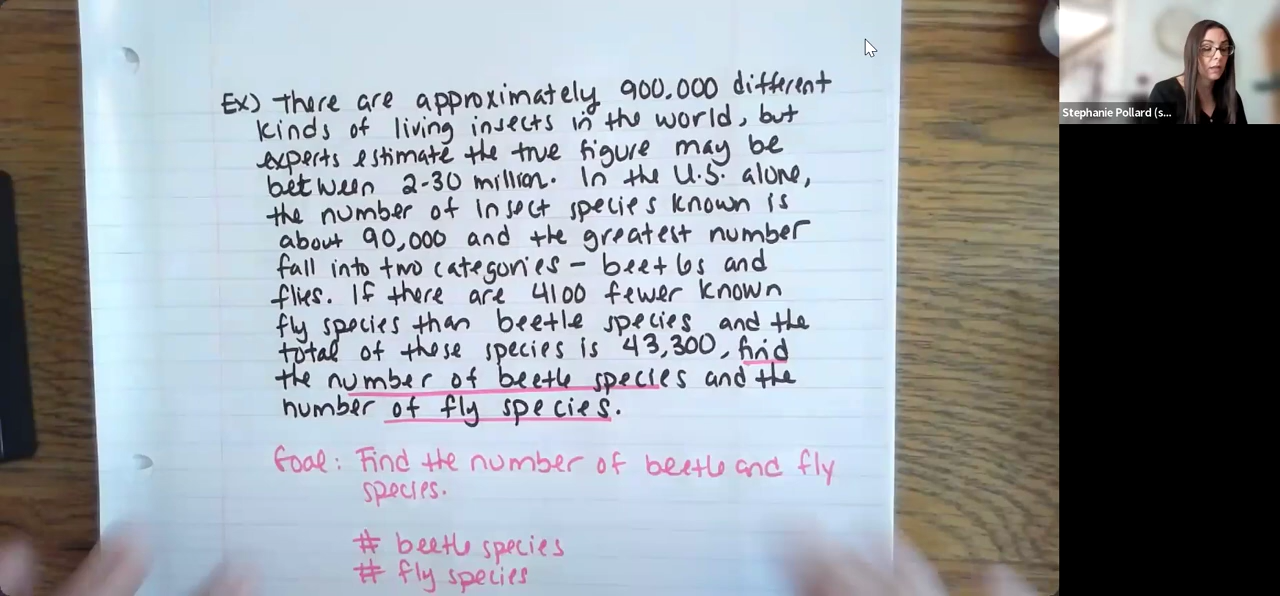 Ex) There are approximately 900.000 different
kinds of living insects in the world, but
experts estimate the true figure may be
between 2-30 million. In the U.S. alone,
the number of insect species known is
about 90,000 and the greatest number
fall into two categories - beetles and
flies. If there are 4100 fewer known
fly species than beetle species and the
total of these species is 43,300, find
the number of beetle species and the
number of fly species.
Goal: Find the number of beetle and fly
species.
# beetle species
# fly species
Stephanie Pollard (s...